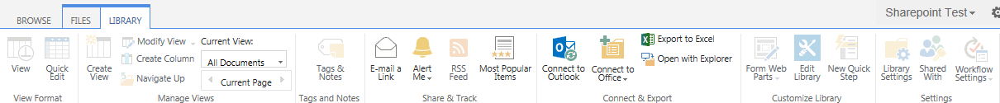 BROWSE FILES LIBRARY Sharepoint Test
View
Quick
Edit
View Format
Create
View
Modify View
Create Column
Navigate Up
Current View:
All Documents
Current Page
Manage Views
Tags &
Notes
Tags and Notes
E-mail a
Link
Alert
Me
RSS
Feed
Most Popular
Items
Share & Track
Connect to
Outlook
Connect to
Office
Export to Excel
Open with Explorer
Connect & Export
Form Web
Parts
Edit
Library
New Quick
Step
Customize Library
Library
Settings
Shared
With
Workflow
Settings
Settings